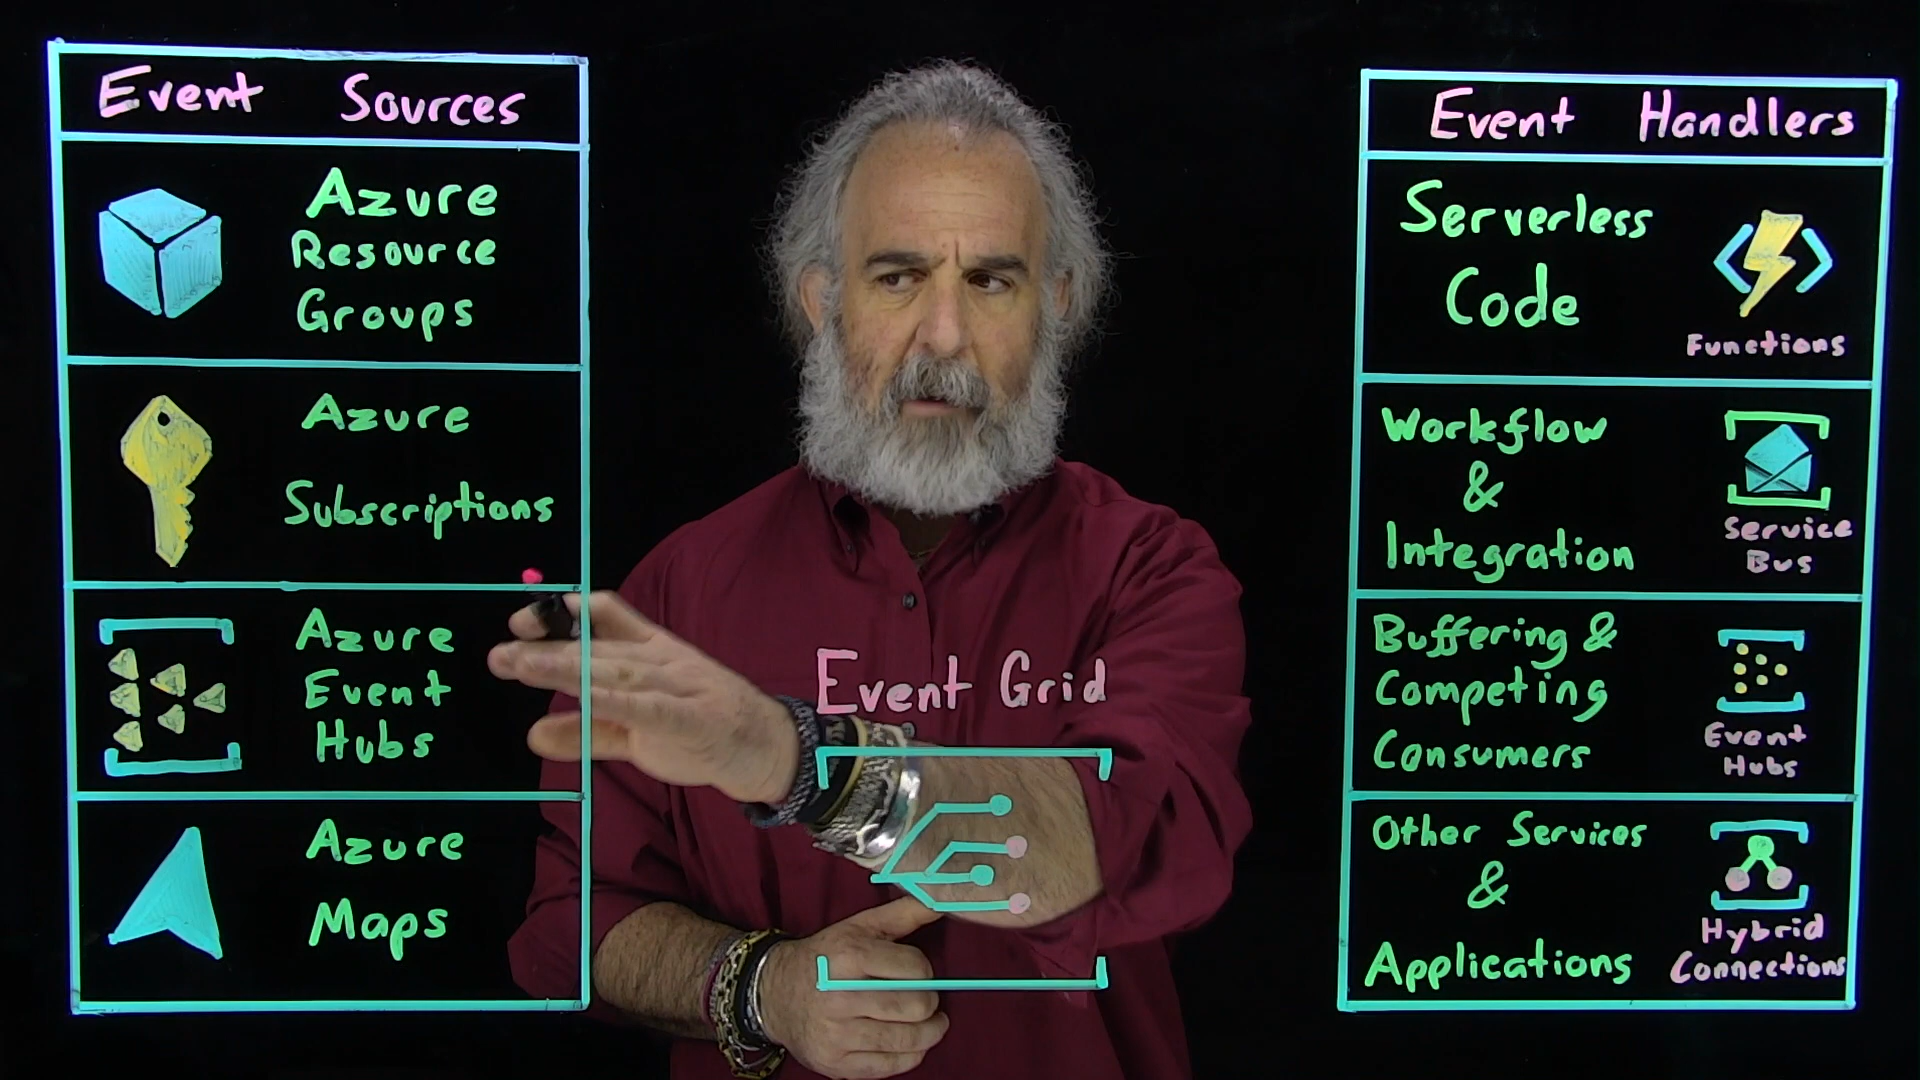 Event Sources
Azure
Resource
Groups
Azure
Subscriptions
Azure
Event
Hubs
Azure
Maps
Event Grid
Event Handlers
Serverless
Code
Functions
Workflow
&
Integration
Service
Bus
Buffering &
Competing
Consumers
Event
Hubs
Other Services
&
Applications
Hybrid
Connections